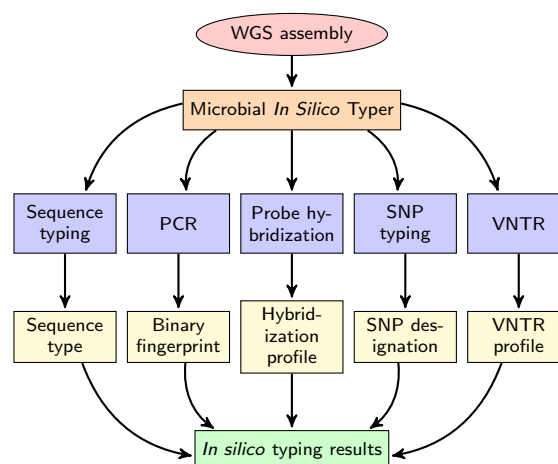 WGS assembly
Microbial In Silico Typer
Sequence
typing
PCR
Probe hy-
bridization
SNP
typing
VNTR
Sequence
type
Binary
fingerprint
Hybrid-
ization
profile
SNP des-
ignation
VNTR
profile
In silico typing results